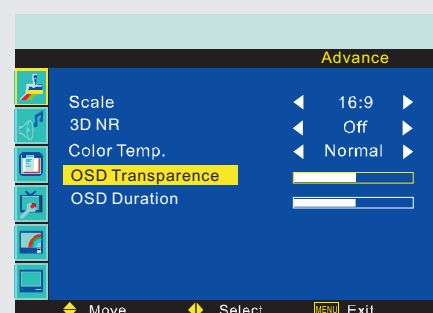 Advance
Scale 16:9
3D NR Off
Color Temp. Normal
OSD Transparence
OSD Duration
Move Select MENU Exit